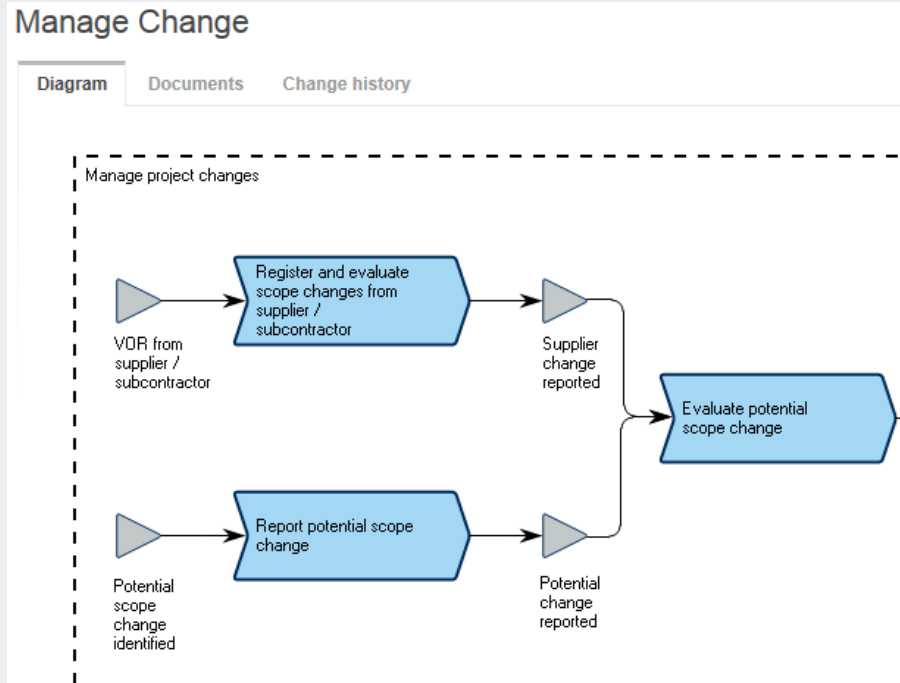 Manage Change
Diagram
Documents
Change history
Manage project changes
Register and evaluate
scope changes from
supplier /
subcontractor
VOR from
supplier /
subcontractor
Supplier
change
reported
Evaluate potential
scope change
Report potential scope
change
Potential
scope
change
identified
Potential
change
reported